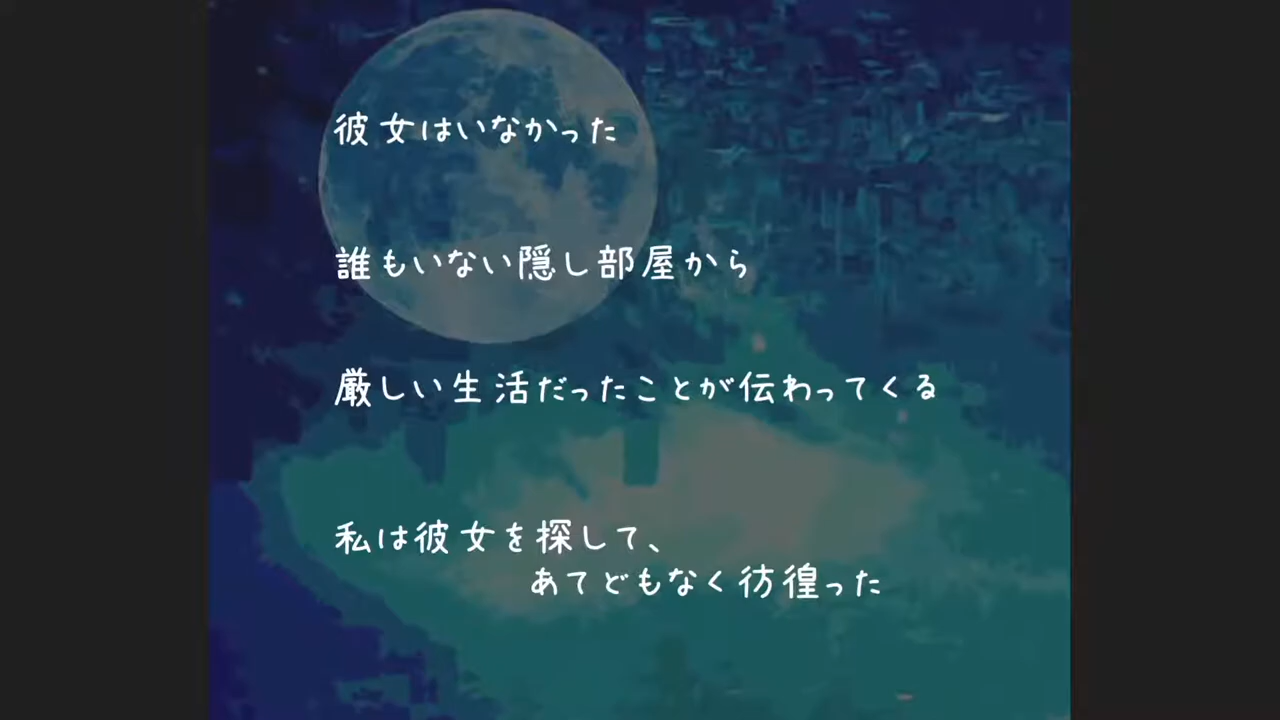 彼女はいなかった
誰もいない隠し部屋から
厳しい生活だったことが伝わってくる
私は彼女を探して、
あてどもなく彷徨った